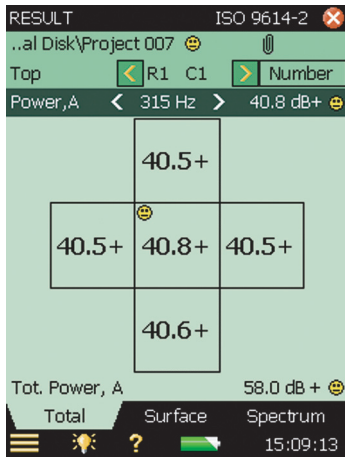 RESULT ISO 9614-2
..al Disk\Project 007
Top R1 C1 Number
Power,A < 315 Hz > 40.8 dB+
40.5+
40.5+ 40.8+ 40.5+
40.6+
Tot. Power, A 58.0 dB +
Total Surface Spectrum
? 15:09:13